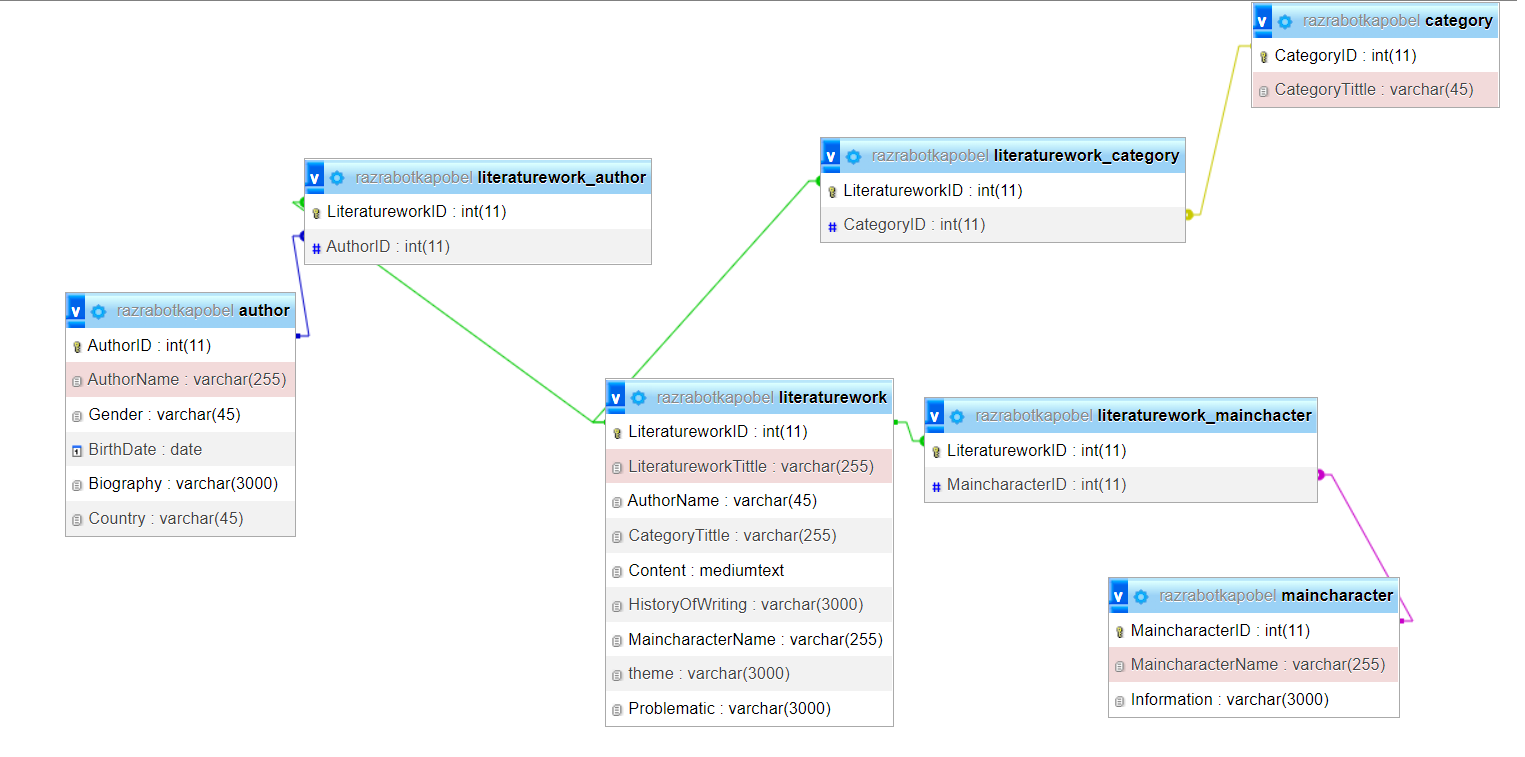 v razrabotkapobel category
CategoryID : int(11)
CategoryTittle : varchar(45)
v razrabotkapobel literaturework_category
LiteratureworkID : int(11)
# CategoryID : int(11)
v razrabotkapobel literaturework_author
LiteratureworkID : int(11)
# AuthorID : int(11)
v razrabotkapobel author
AuthorID : int(11)
AuthorName : varchar(255)
Gender : varchar(45)
BirthDate : date
Biography : varchar(3000)
Country : varchar(45)
v razrabotkapobel literaturework
LiteratureworkID : int(11)
LiteratureworkTittle : varchar(255)
AuthorName : varchar(45)
CategoryTittle : varchar(255)
Content : mediumtext
HistoryOfWriting : varchar(3000)
MaincharacterName : varchar(255)
theme : varchar(3000)
Problematic : varchar(3000)
v razrabotkapobel literaturework_mainchacter
LiteratureworkID : int(11)
# MaincharacterID : int(11)
v razrabotkapobel maincharacter
MaincharacterID : int(11)
MaincharacterName : varchar(255)
Information : varchar(3000)